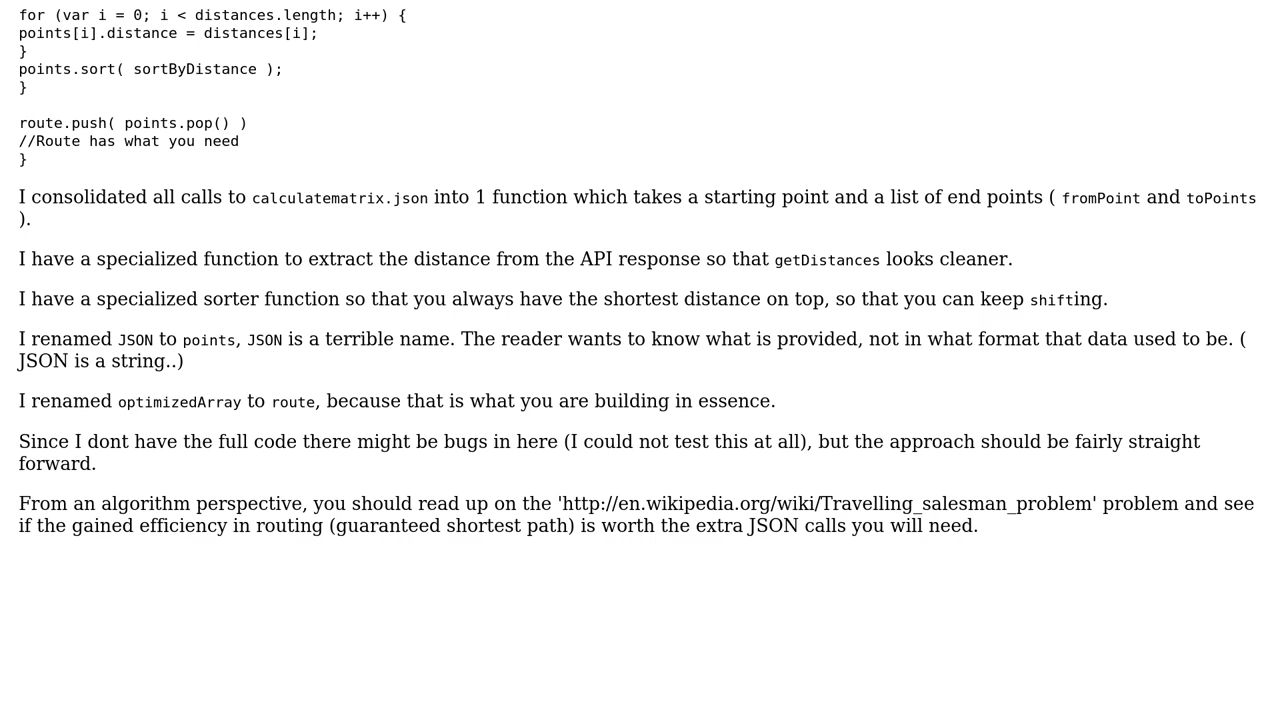 for (var i = 0; i < distances.length; i++) {
points[i].distance = distances[i];
}
points.sort( sortByDistance );
}
route.push( points.pop() )
//Route has what you need
}
I consolidated all calls to calculatematrix.json into 1 function which takes a starting point and a list of end points ( fromPoint and toPoints
).
I have a specialized function to extract the distance from the API response so that getDistances looks cleaner.
I have a specialized sorter function so that you always have the shortest distance on top, so that you can keep shifting.
I renamed JSON to points, JSON is a terrible name. The reader wants to know what is provided, not in what format that data used to be. (
JSON is a string..)
I renamed optimizedArray to route, because that is what you are building in essence.
Since I dont have the full code there might be bugs in here (I could not test this at all), but the approach should be fairly straight
forward.
From an algorithm perspective, you should read up on the 'http://en.wikipedia.org/wiki/Travelling_salesman_problem' problem and see
if the gained efficiency in routing (guaranteed shortest path) is worth the extra JSON calls you will need.